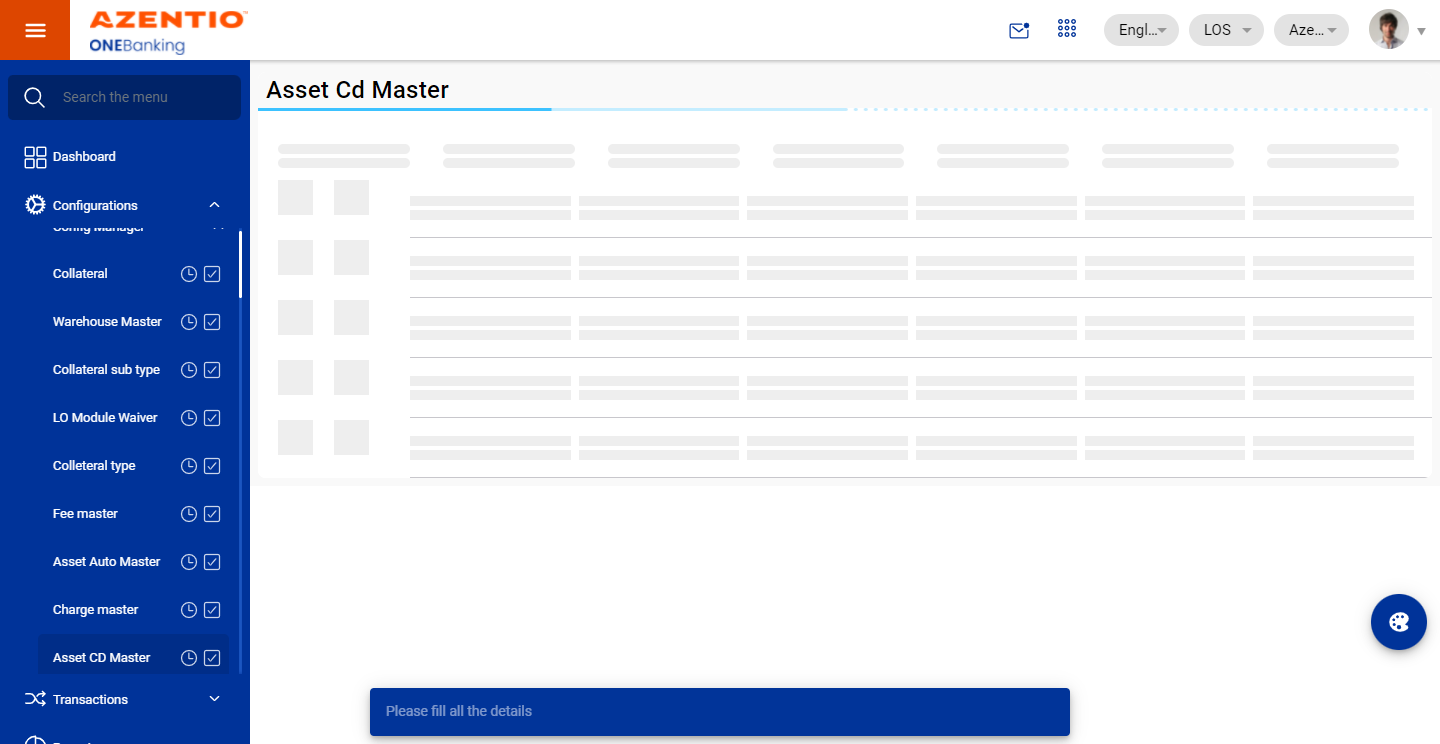 AZENTIO
ONEBanking
Engl...
LOS
Aze...
Search the menu
Dashboard
Configurations
Config Manager
Collateral
Warehouse Master
Collateral sub type
LO Module Waiver
Colleteral type
Fee master
Asset Auto Master
Charge master
Asset CD Master
Transactions
Asset Cd Master
Please fill all the details